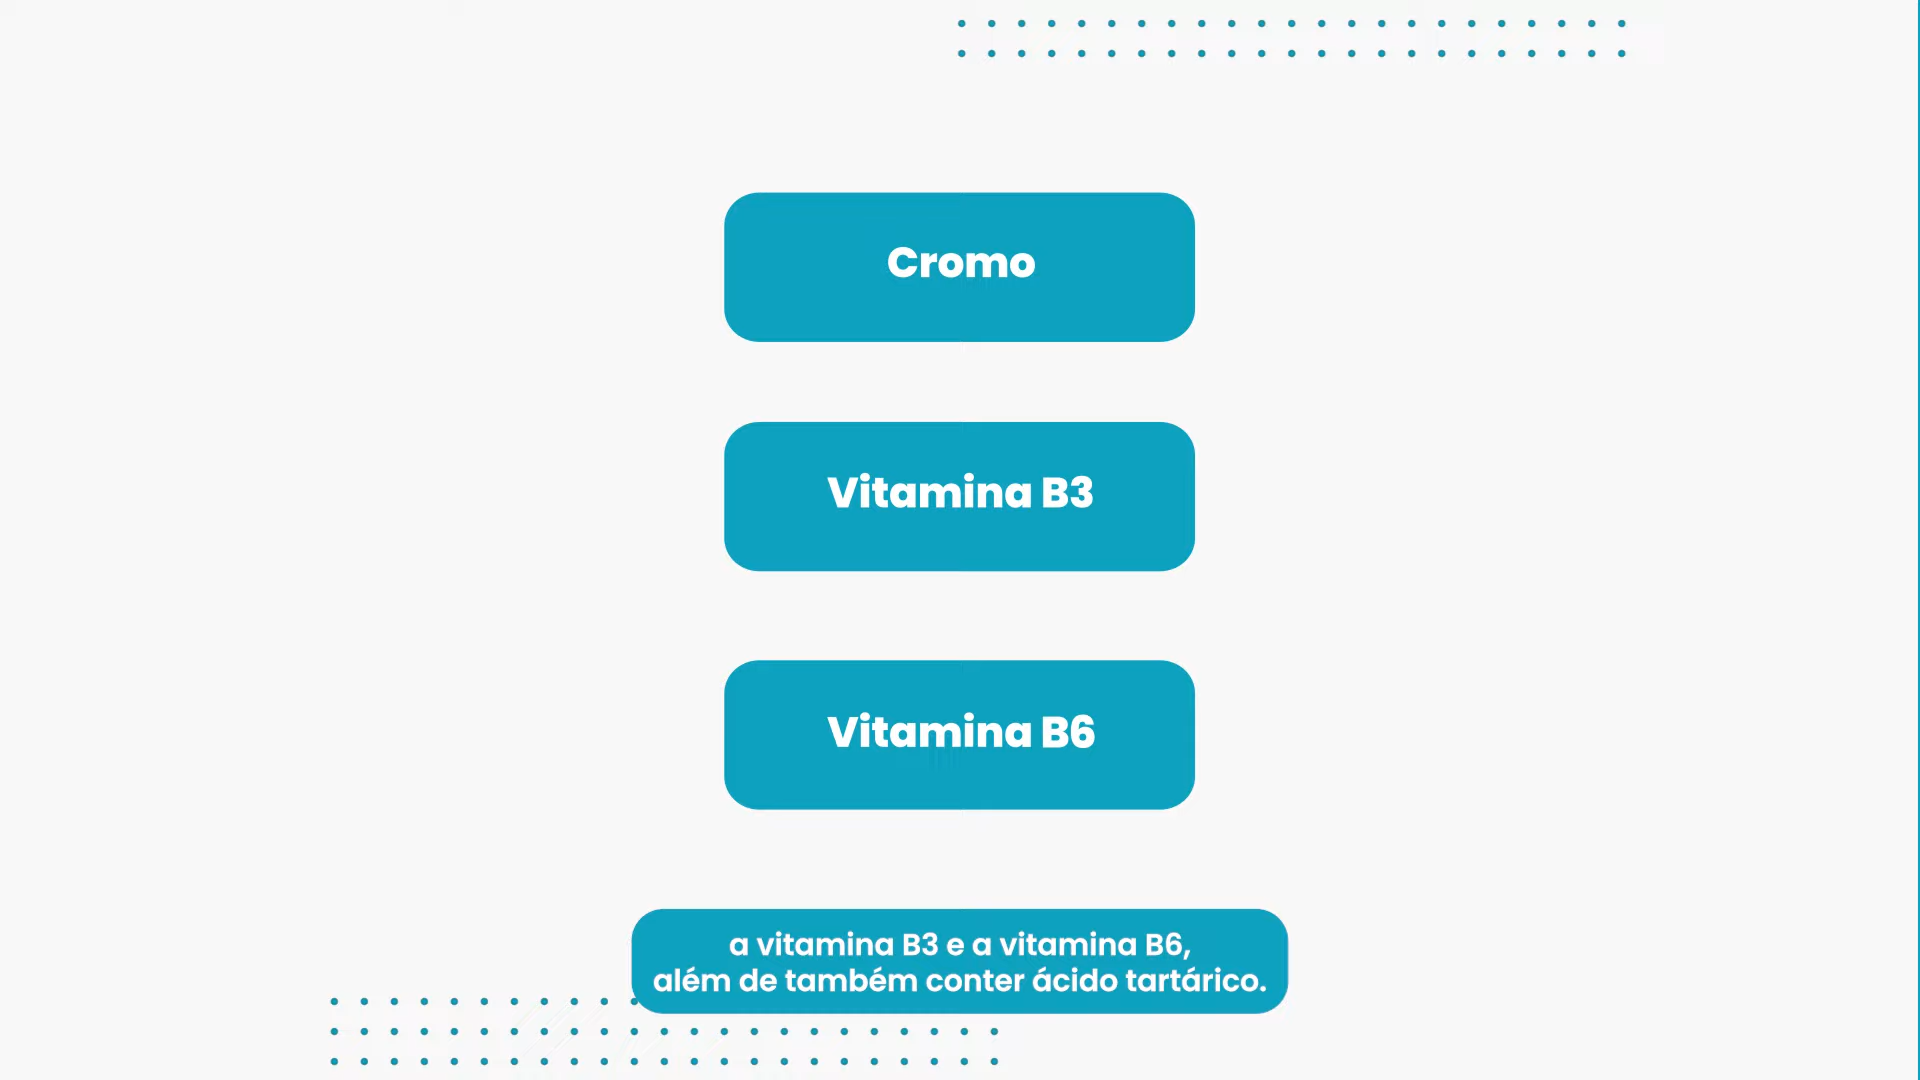 Cromo
Vitamina B3
Vitamina B6
a vitamina B3 e a vitamina B6,
além de também conter ácido tartárico.